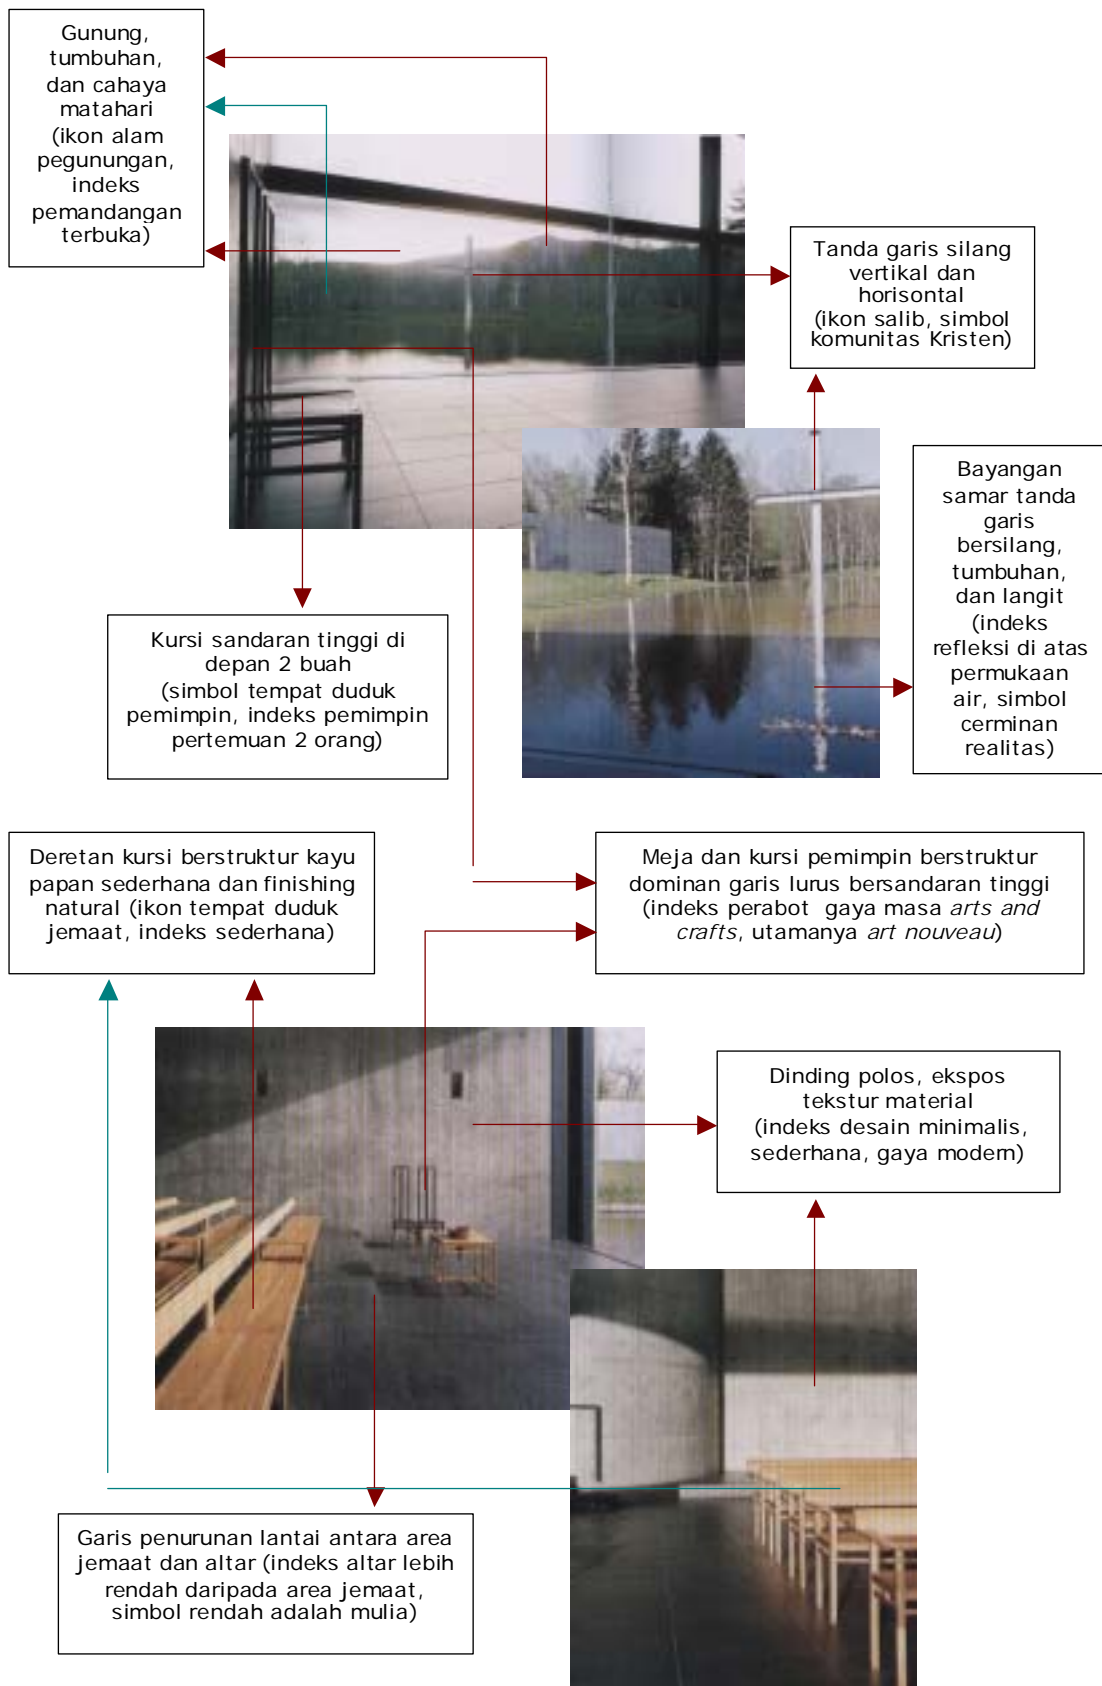 Gunung,
tumbuhan,
dan cahaya
matahari
(ikon alam
pegunungan,
indeks
pemandangan
terbuka)
Tanda garis silang
vertikal dan
horisontal
(ikon salib, simbol
komunitas Kristen)
Bayangan
samar tanda
garis
bersilang,
tumbuhan,
dan langit
(indeks
refleksi di atas
permukaan
air, simbol
cerminan
realitas)
Kursi sandaran tinggi di
depan 2 buah
(simbol tempat duduk
pemimpin, indeks pemimpin
pertemuan 2 orang)
Deretan kursi berstruktur kayu
papan sederhana dan finishing
natural (ikon tempat duduk
jemaat, indeks sederhana)
Meja dan kursi pemimpin berstruktur
dominan garis lurus bersandaran tinggi
(indeks perabot gaya masa arts and
crafts, utamanya art nouveau)
Dinding polos, ekspos
tekstur material
(indeks desain minimalis,
sederhana, gaya modern)
Garis penurunan lantai antara area
jemaat dan altar (indeks altar lebih
rendah daripada area jemaat,
simbol rendah adalah mulia)